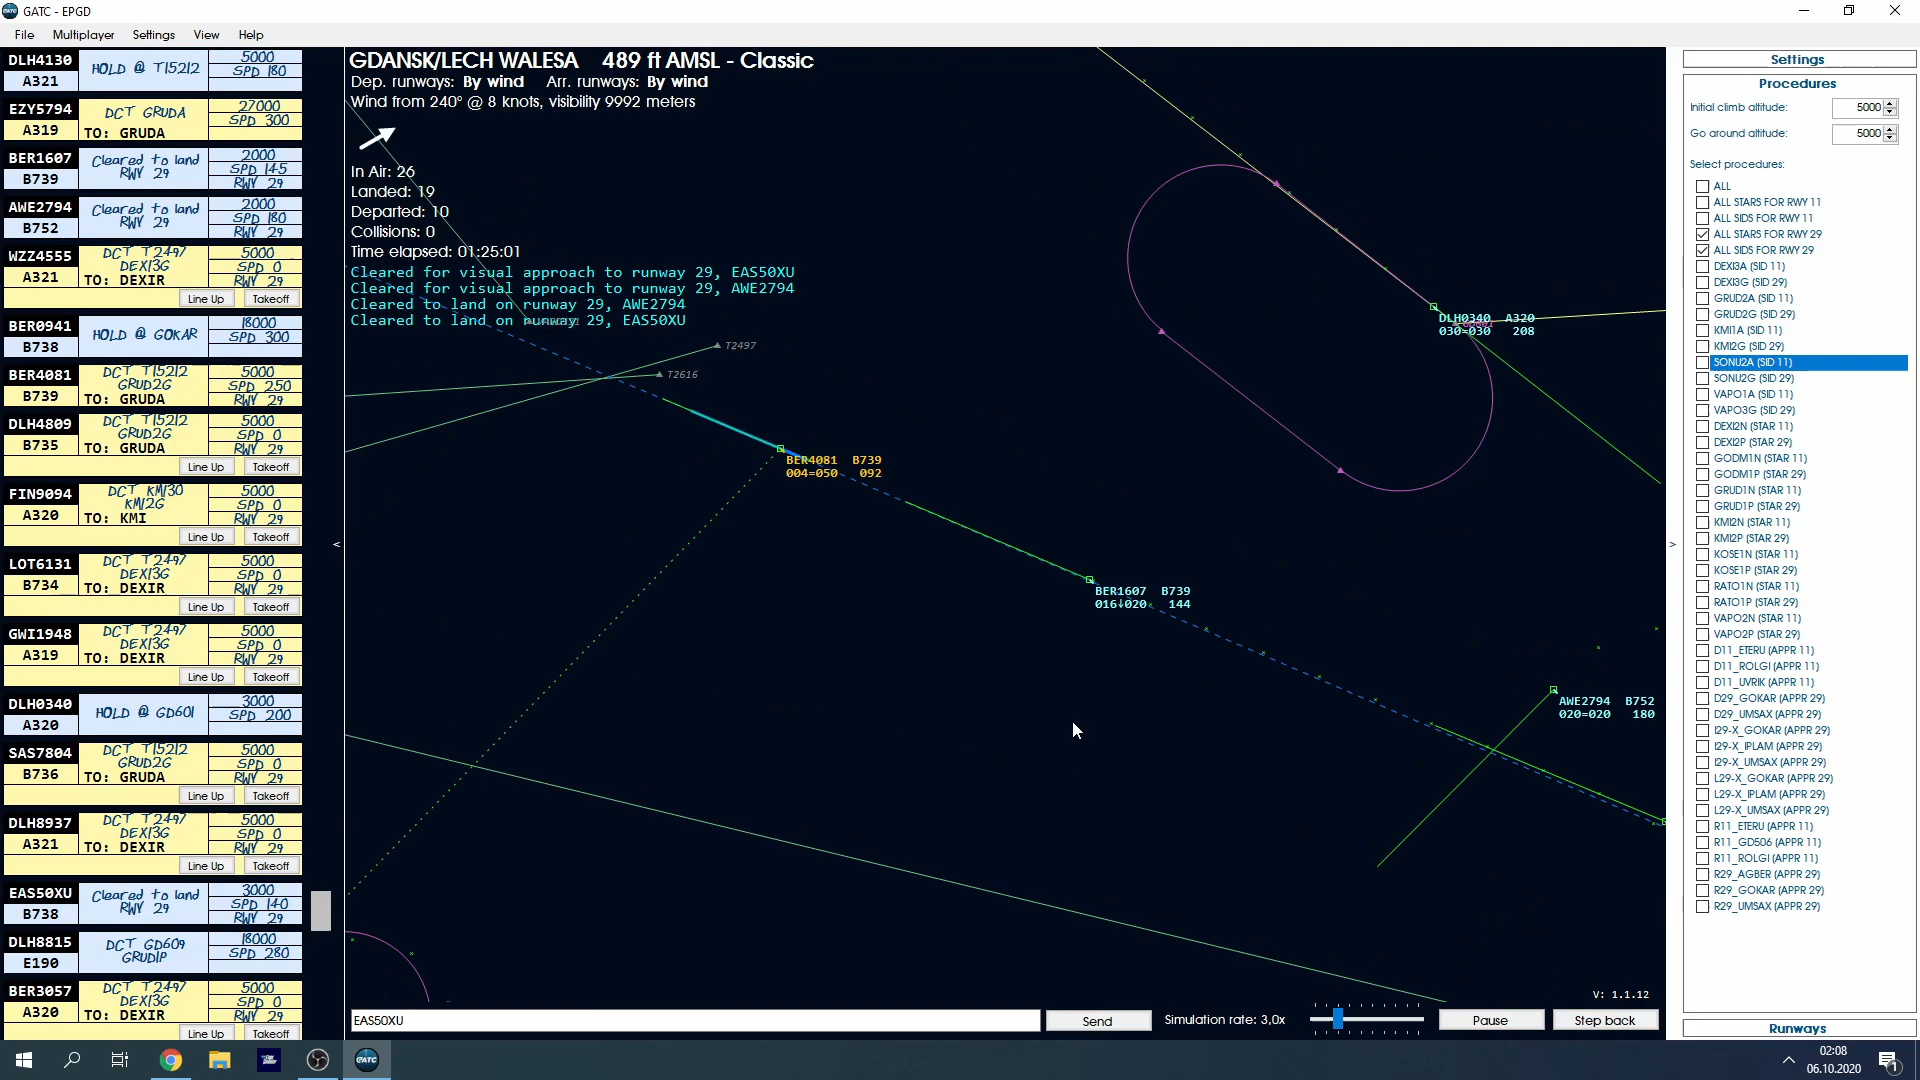 GATC - EPGD
File Multiplayer Settings View Help
DLH4130 HOLD @ T15212 5000
A321 SPD 180
EZY5794 DCT GRUDA 27000
A319 TO: GRUDA SPD 300
BER1607 Cleared to land 2000
B739 RWY 29 SPD 145
RWY 29
AWE2794 Cleared to land 2000
B752 RWY 29 SPD 180
RWY 29
WZZ4555 DCT T2497 5000
DEXI3G SPD 0
A321 TO: DEXIR RWY 29
Line Up Takeoff
BER0941 HOLD @ GOKAR 18000
B738 SPD 300
BER4081 DCT T15212 5000
GRUD2G SPD 250
B739 TO: GRUDA RWY 29
DLH4809 DCT T15212 5000
GRUD2G SPD 0
B735 TO: GRUDA RWY 29
Line Up Takeoff
FIN9094 DCT KMI30 5000
KMI2G SPD 0
A320 TO: KMI RWY 29
Line Up Takeoff
LOT6131 DCT T2497 5000
DEXI3G SPD 0
B734 TO: DEXIR RWY 29
Line Up Takeoff
GWI1948 DCT T2497 5000
DEXI3G SPD 0
A319 TO: DEXIR RWY 29
Line Up Takeoff
DLH0340 HOLD @ GD601 3000
A320 SPD 200
SAS7804 DCT T15212 5000
GRUD2G SPD 0
B736 TO: GRUDA RWY 29
Line Up Takeoff
DLH8937 DCT T2497 5000
DEXI3G SPD 0
A321 TO: DEXIR RWY 29
Line Up Takeoff
EAS50XU Cleared to land 3000
B738 RWY 29 SPD 140
RWY 29
DLH8815 DCT GD609 18000
E190 GRUD1P SPD 280
BER3057 DCT T2497 5000
DEXI3G SPD 0
A320 TO: DEXIR RWY 29
Line Up Takeoff
<
GDANSK/LECH WALESA 489 ft AMSL - Classic
Dep. runways: By wind Arr. runways: By wind
Wind from 240° @ 8 knots, visibility 9992 meters
In Air: 26
Landed: 19
Departed: 10
Collisions: 0
Time elapsed: 01:25:01
Cleared for visual approach to runway 29, EAS50XU
Cleared for visual approach to runway 29, AWE2794
Cleared to land on runway 29, AWE2794
Cleared to land on runway 29, EAS50XU
T2497
T2616
DLH0340 A320
030=030 208
BER4081 B739
004=050 092
BER1607 B739
016↓020 144
AWE2794 B752
020=020 180
V: 1.1.12
EAS50XU Send Simulation rate: 3,0x Pause Step back
>
Settings
Procedures
Initial climb altitude: 5000
Go around altitude: 5000
Select procedures:
ALL
ALL STARS FOR RWY 11
ALL SIDS FOR RWY 11
ALL STARS FOR RWY 29
ALL SIDS FOR RWY 29
DEXI3A (SID 11)
DEXI3G (SID 29)
GRUD2A (SID 11)
GRUD2G (SID 29)
KMI1A (SID 11)
KMI2G (SID 29)
SONU2A (SID 11)
SONU2G (SID 29)
VAPO1A (SID 11)
VAPO3G (SID 29)
DEXI2N (STAR 11)
DEXI2P (STAR 29)
GODM1N (STAR 11)
GODM1P (STAR 29)
GRUD1N (STAR 11)
GRUD1P (STAR 29)
KMI2N (STAR 11)
KMI2P (STAR 29)
KOSE1N (STAR 11)
KOSE1P (STAR 29)
RATO1N (STAR 11)
RATO1P (STAR 29)
VAPO2N (STAR 11)
VAPO2P (STAR 29)
D11_ETERU (APPR 11)
D11_ROLGI (APPR 11)
D11_UVRIK (APPR 11)
D29_GOKAR (APPR 29)
D29_UMSAX (APPR 29)
I29-X_GOKAR (APPR 29)
I29-X_IPLAM (APPR 29)
I29-X_UMSAX (APPR 29)
L29-X_GOKAR (APPR 29)
L29-X_IPLAM (APPR 29)
L29-X_UMSAX (APPR 29)
R11_ETERU (APPR 11)
R11_GD506 (APPR 11)
R11_ROLGI (APPR 11)
R29_AGBER (APPR 29)
R29_GOKAR (APPR 29)
R29_UMSAX (APPR 29)
Runways
GATC
02:08
06.10.2020
1